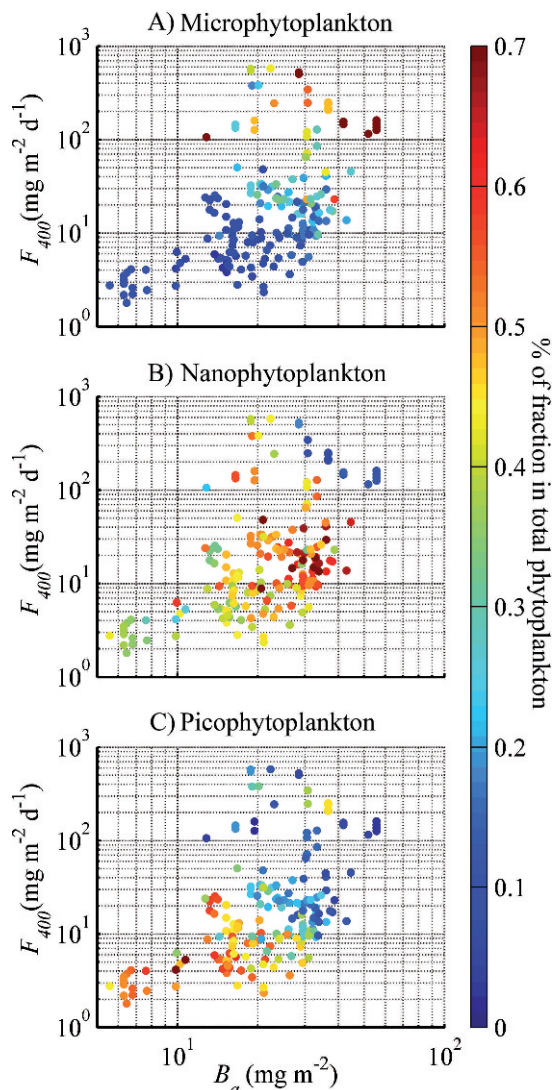 A) Microphytoplankton
10³
10²
10¹
10⁰
F₄₀₀(mg m⁻² d⁻¹)
B) Nanophytoplankton
10³
10²
10¹
10⁰
F₄₀₀(mg m⁻² d⁻¹)
C) Picophytoplankton
10³
10²
10¹
10⁰
F₄₀₀(mg m⁻² d⁻¹)
10¹
10²
Bₐ (mg m⁻²)
0.7
0.6
0.5
0.4
0.3
0.2
0.1
0
% of fraction in total phytoplankton